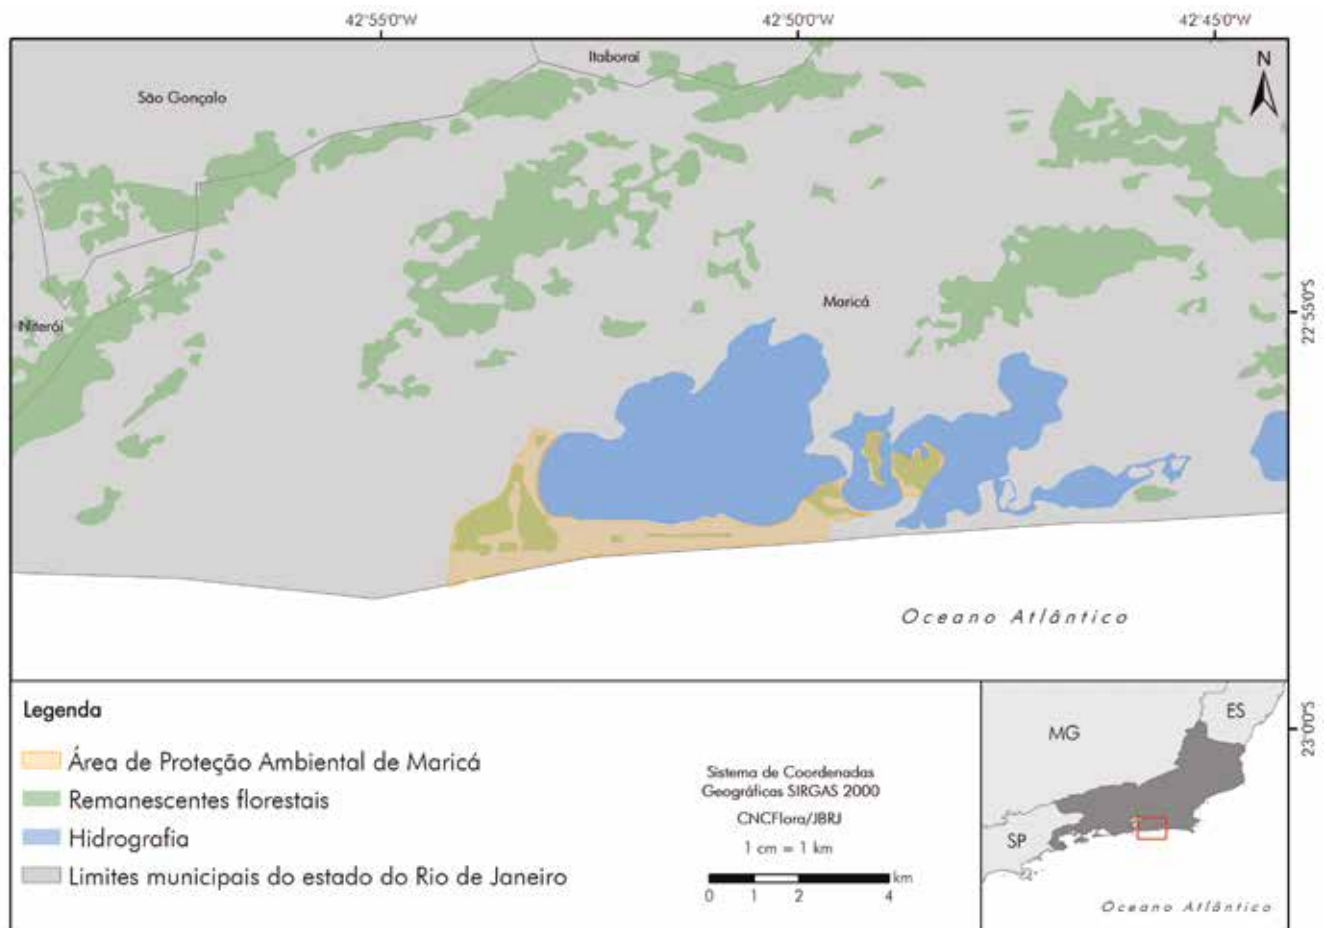 42°55'0"W
42°50'0"W
42°45'0"W
Itaboraí
São Gonçalo
N
22°55'0"S
Maricá
Niterói
Oceano Atlântico
23°0'0"S
Legenda
Área de Proteção Ambiental de Maricá
Remanescentes florestais
Hidrografia
Limites municipais do estado do Rio de Janeiro
Sistema de Coordenadas
Geográficas SIRGAS 2000
CNCFlora/JBRJ
1 cm = 1 km
km
0 1 2 4
MG
ES
SP
Oceano Atlântico